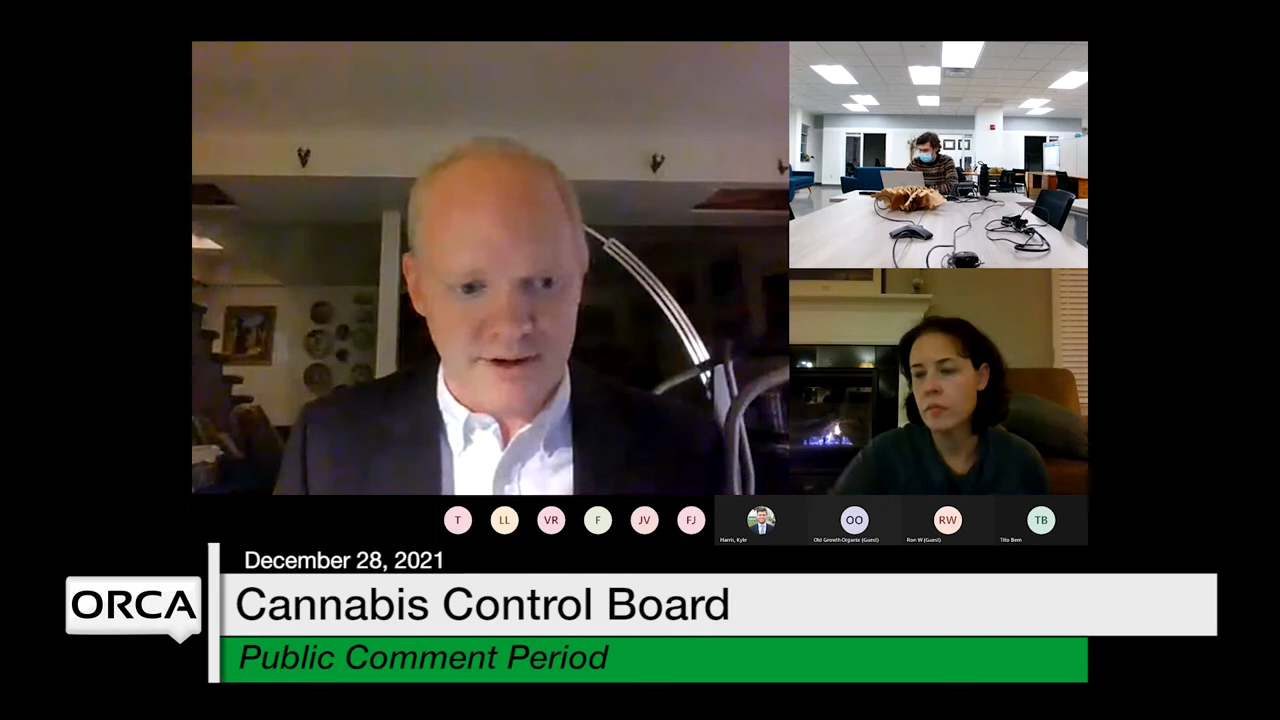 T LL VR F JV FJ OO RW TB
Harris, Kyle Old Growth Organix (Guest) Ron W (Guest) Tito Bern
December 28, 2021
ORCA Cannabis Control Board
Public Comment Period